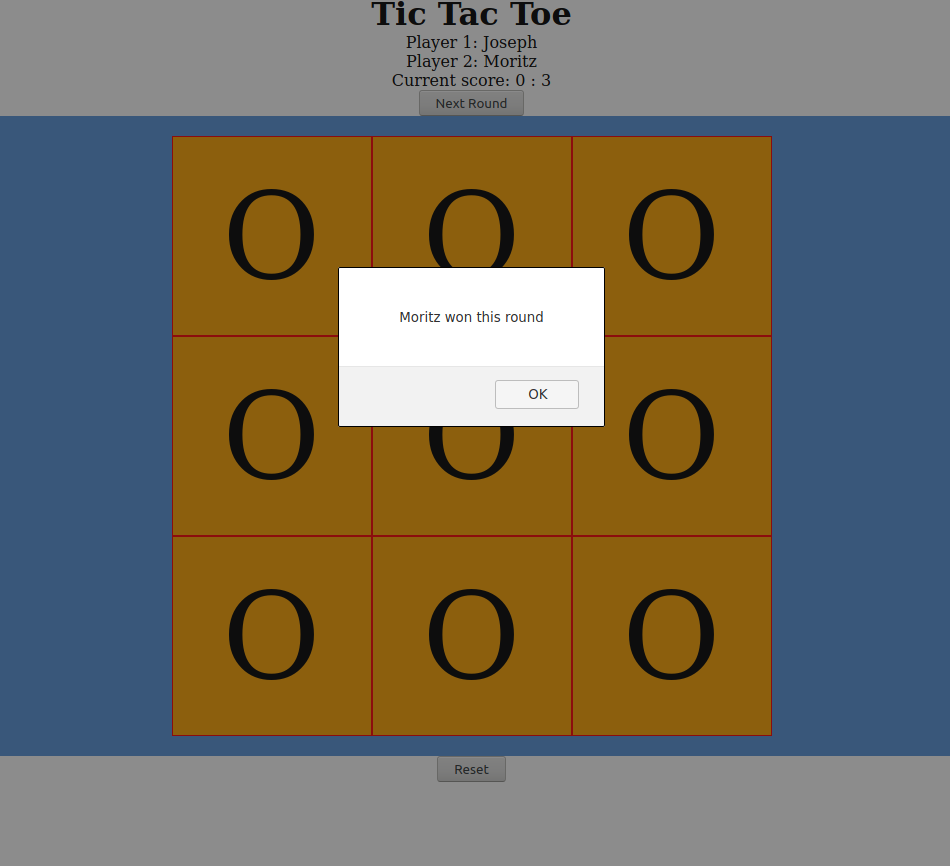 Tic Tac Toe
Player 1: Joseph
Player 2: Moritz
Current score: 0 : 3
Next Round
O O O
Moritz won this round
OK
O O O
O O O
Reset